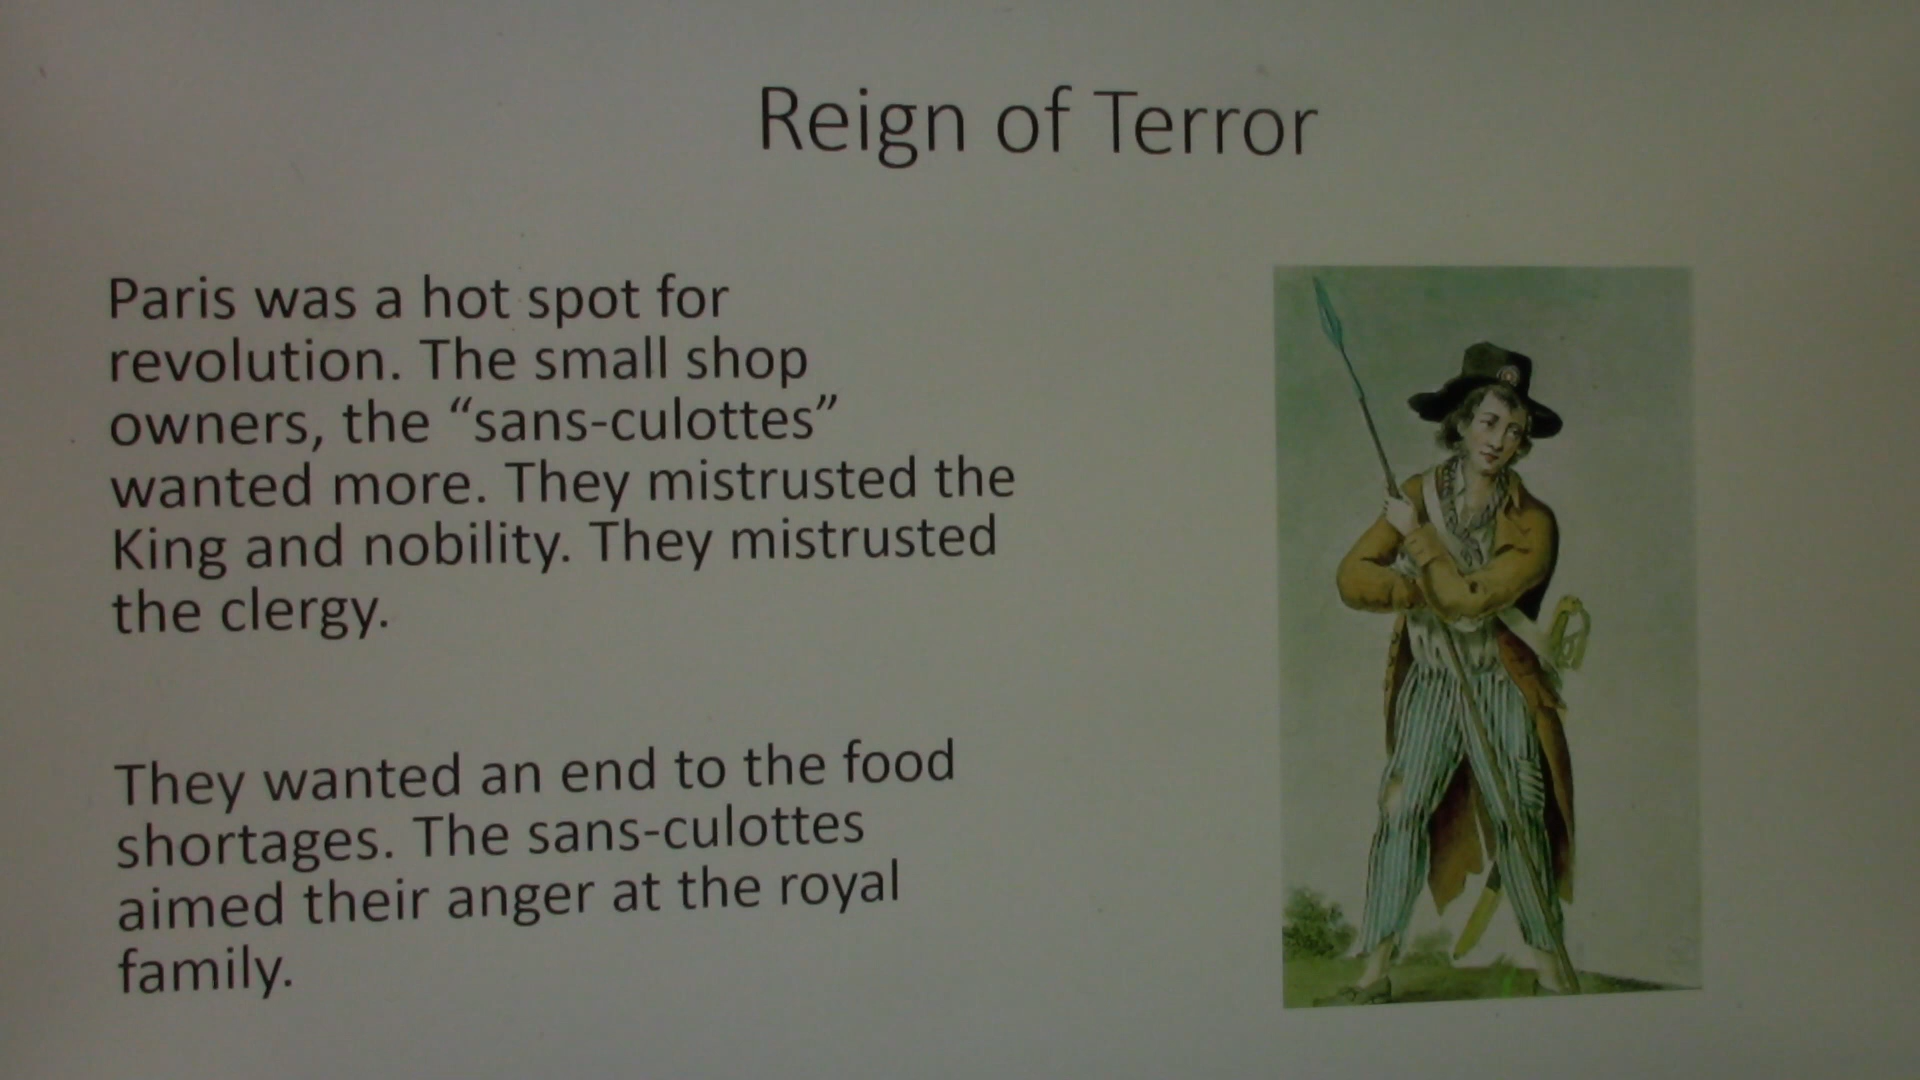 Reign of Terror
Paris was a hot spot for
revolution. The small shop
owners, the “sans-culottes”
wanted more. They mistrusted the
King and nobility. They mistrusted
the clergy.
They wanted an end to the food
shortages. The sans-culottes
aimed their anger at the royal
family.